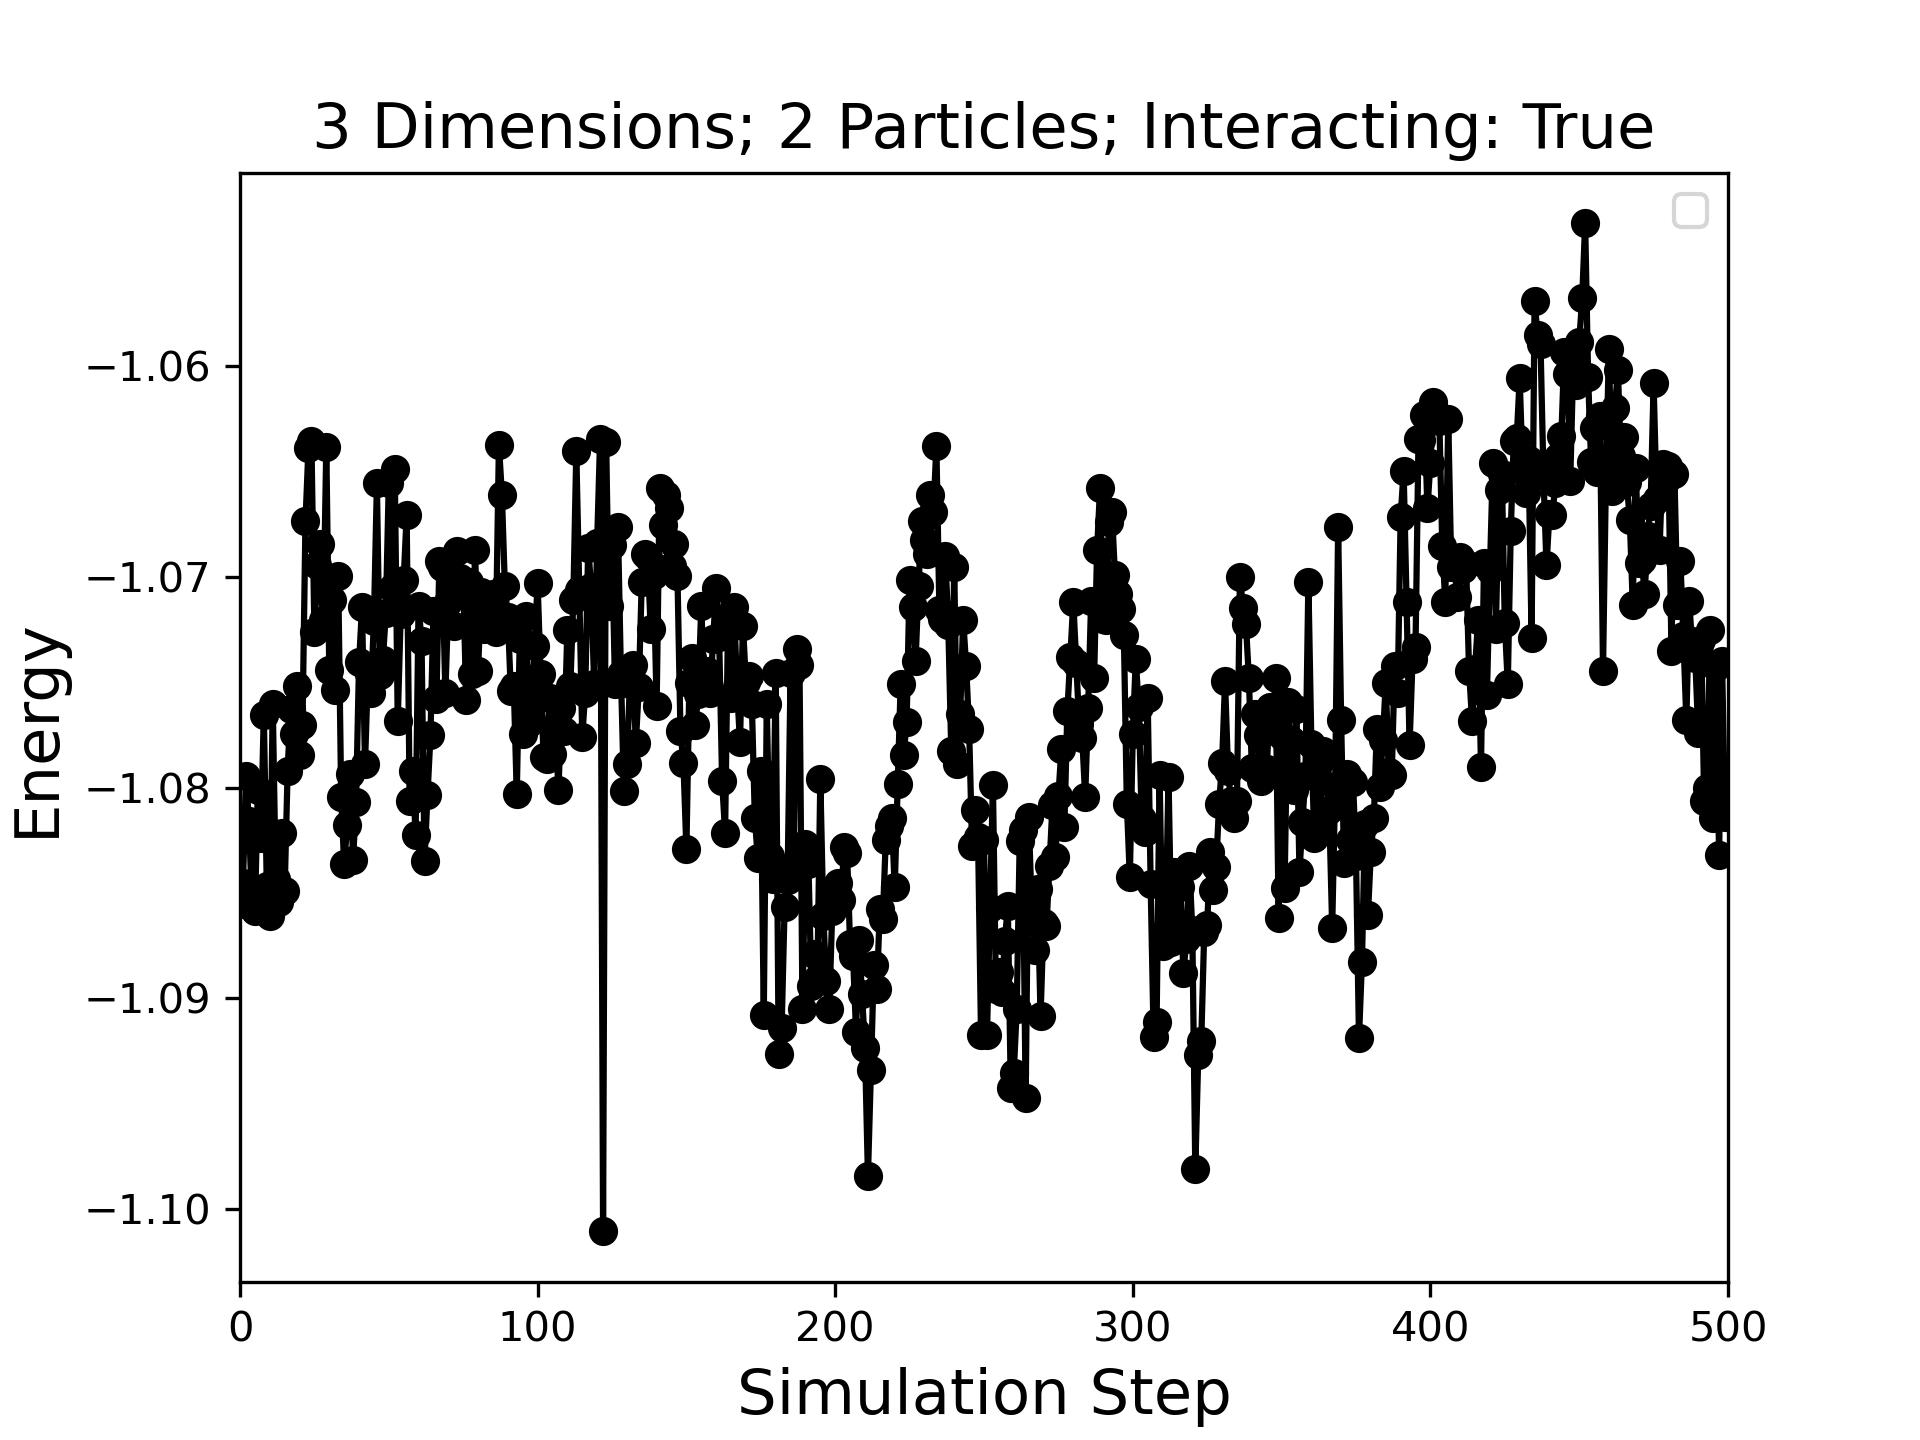 3 Dimensions; 2 Particles; Interacting: True
Energy
−1.06
−1.07
−1.08
−1.09
−1.10
0 100 200 300 400 500
Simulation Step